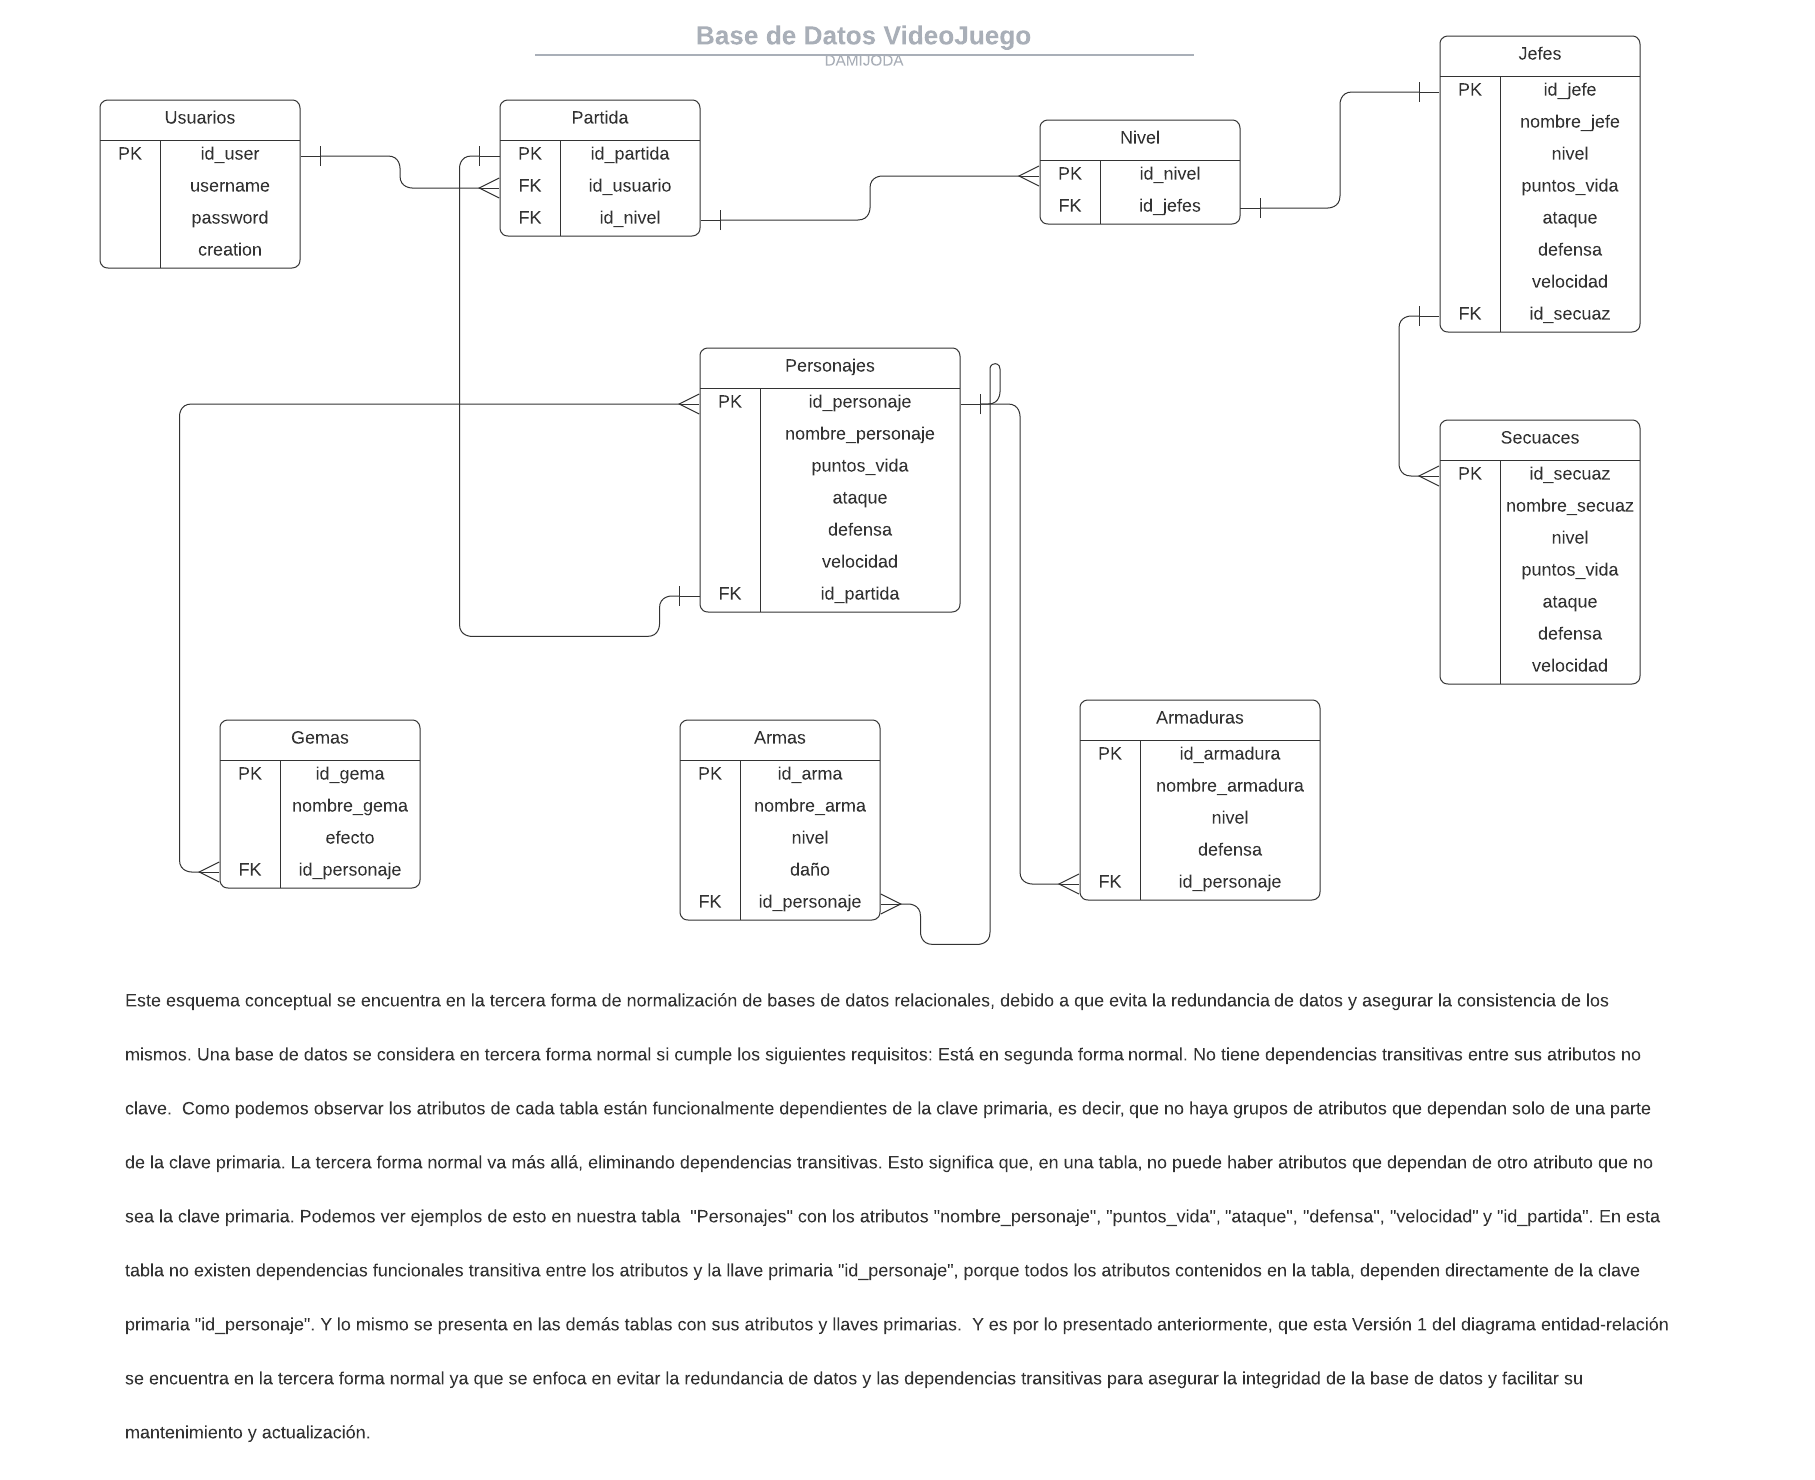 Base de Datos VideoJuego
DAMIJODA
Usuarios
PK id_user
username
password
creation
Partida
PK id_partida
FK id_usuario
FK id_nivel
Nivel
PK id_nivel
FK id_jefes
Jefes
PK id_jefe
nombre_jefe
nivel
puntos_vida
ataque
defensa
velocidad
FK id_secuaz
Personajes
PK id_personaje
nombre_personaje
puntos_vida
ataque
defensa
velocidad
FK id_partida
Secuaces
PK id_secuaz
nombre_secuaz
nivel
puntos_vida
ataque
defensa
velocidad
Gemas
PK id_gema
nombre_gema
efecto
FK id_personaje
Armas
PK id_arma
nombre_arma
nivel
daño
FK id_personaje
Armaduras
PK id_armadura
nombre_armadura
nivel
defensa
FK id_personaje
Este esquema conceptual se encuentra en la tercera forma de normalización de bases de datos relacionales, debido a que evita la redundancia de datos y asegurar la consistencia de los
mismos. Una base de datos se considera en tercera forma normal si cumple los siguientes requisitos: Está en segunda forma normal. No tiene dependencias transitivas entre sus atributos no
clave.  Como podemos observar los atributos de cada tabla están funcionalmente dependientes de la clave primaria, es decir, que no haya grupos de atributos que dependan solo de una parte
de la clave primaria. La tercera forma normal va más allá, eliminando dependencias transitivas. Esto significa que, en una tabla, no puede haber atributos que dependan de otro atributo que no
sea la clave primaria. Podemos ver ejemplos de esto en nuestra tabla  "Personajes" con los atributos "nombre_personaje", "puntos_vida", "ataque", "defensa", "velocidad" y "id_partida". En esta
tabla no existen dependencias funcionales transitiva entre los atributos y la llave primaria "id_personaje", porque todos los atributos contenidos en la tabla, dependen directamente de la clave
primaria "id_personaje". Y lo mismo se presenta en las demás tablas con sus atributos y llaves primarias.  Y es por lo presentado anteriormente, que esta Versión 1 del diagrama entidad-relación
se encuentra en la tercera forma normal ya que se enfoca en evitar la redundancia de datos y las dependencias transitivas para asegurar la integridad de la base de datos y facilitar su
mantenimiento y actualización.